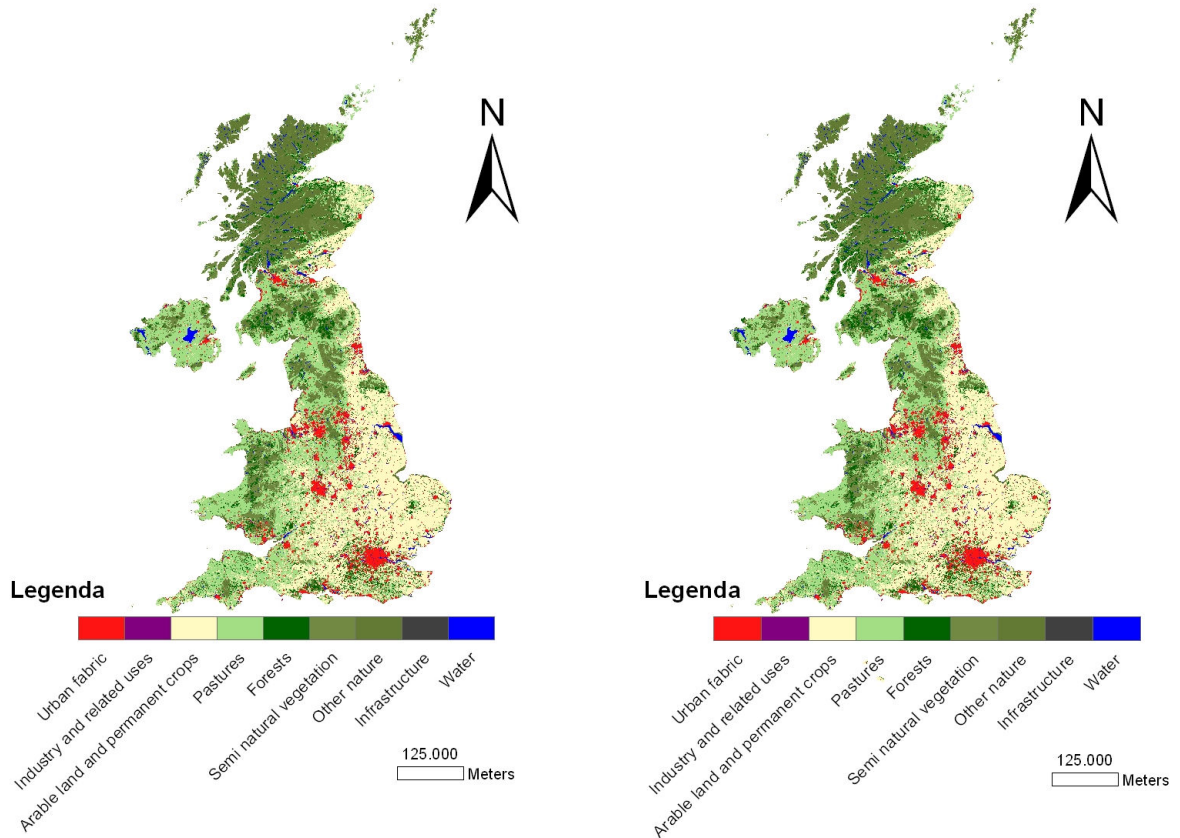 N
Legenda
Urban fabric
Industry and related uses
Arable land and permanent crops
Pastures
Forests
Semi natural vegetation
Other nature
Infrastructure
Water
125.000
Meters
N
Legenda
Urban fabric
Industry and related uses
Arable land and permanent crops
Pastures
Forests
Semi natural vegetation
Other nature
Infrastructure
Water
125.000
Meters